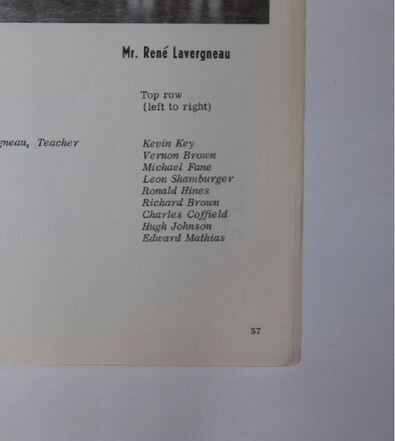 Mr. René Lavergneau
Top row
(left to right)
gneau, Teacher
Kevin Key
Vernon Brown
Michael Fane
Leon Shamburger
Ronald Hines
Richard Brown
Charles Coffield
Hugh Johnson
Edward Mathias
57